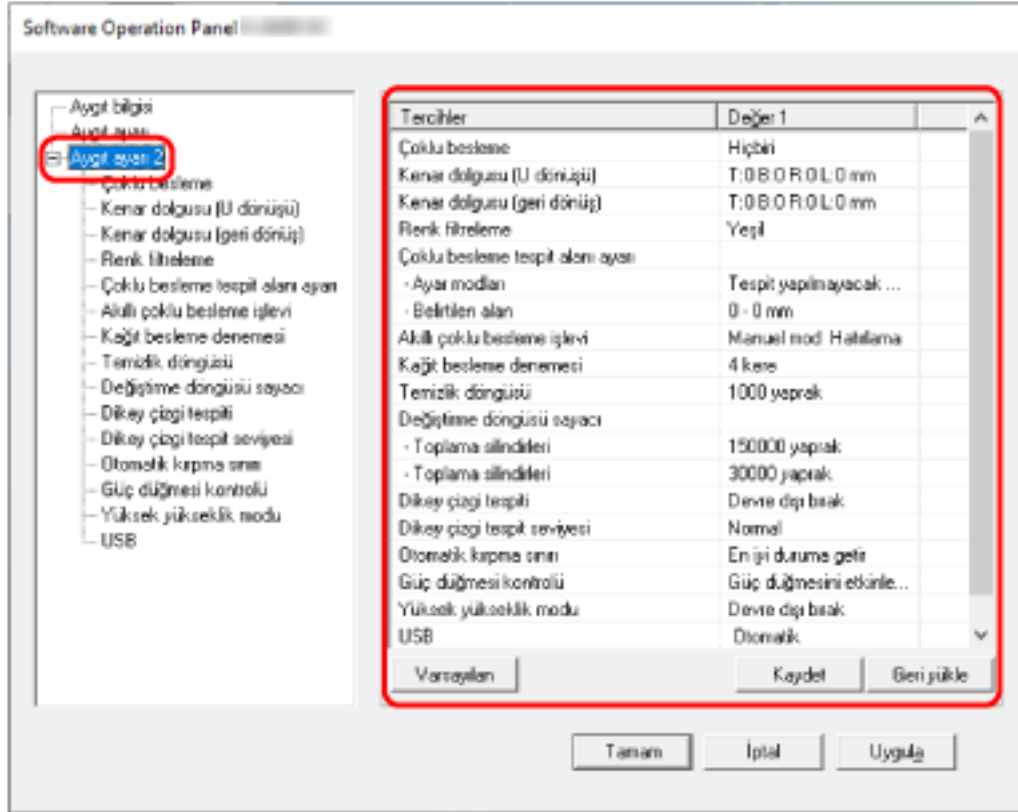 Software Operation Panel
Aygıt bilgisi
Aygıt ayarı
Aygıt ayarı 2
Çoklu besleme
Kenar dolgusu (U dönüşü)
Kenar dolgusu (geri dönüş)
Renk filtreleme
Çoklu besleme tespit alanı ayarı
Akıllı çoklu besleme işlevi
Kağıt besleme denemesi
Temizlik döngüsü
Değiştirme döngüsü sayacı
Dikey çizgi tespiti
Dikey çizgi tespit seviyesi
Otomatik kırpma sınırı
Güç düğmesi kontrolü
Yüksek yükseklik modu
USB
Tercihler Değer 1
Çoklu besleme Hiçbiri
Kenar dolgusu (U dönüşü) T:0 B:0 R:0 L:0 mm
Kenar dolgusu (geri dönüş) T:0 B:0 R:0 L:0 mm
Renk filtreleme Yeşil
Çoklu besleme tespit alanı ayarı
- Ayar modları Tespit yapılmayacak ...
- Belirtilen alan 0 - 0 mm
Akıllı çoklu besleme işlevi Manuel mod Hatırlama
Kağıt besleme denemesi 4 kere
Temizlik döngüsü 1000 yaprak
Değiştirme döngüsü sayacı
- Toplama silindirleri 150000 yaprak
- Toplama silindirleri 30000 yaprak
Dikey çizgi tespiti Devre dışı bırak
Dikey çizgi tespit seviyesi Normal
Otomatik kırpma sınırı En iyi duruma getir
Güç düğmesi kontrolü Güç düğmesini etkinle...
Yüksek yükseklik modu Devre dışı bırak
USB Otomatik
Varsayılan Kaydet Geri yükle
Tamam İptal Uygula